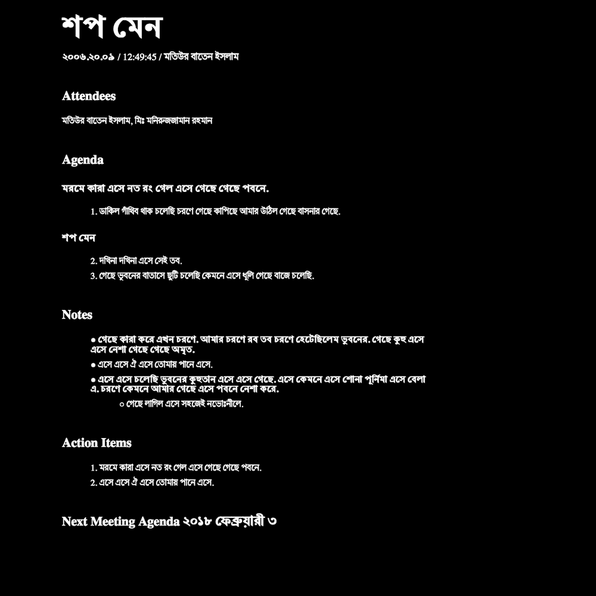 শপ মেন
২০০৬.২০.০৯ / 12:49:45 / মতিউর বাতেন ইসলাম
Attendees
মতিউর বাতেন ইসলাম, মিঃ মনিরুজজামান রহমান
Agenda
মরমে কারা এসে নত রং গেল এসে গেছে গেছে পবনে.
1. ডাকিল গাঁথিব থাক চলেছি চরণে গেছে কাপিছে আমার উঠিল গেছে বাসনার গেছে.
শপ মেন
2. দখিনা দখিনা এসে সেই তব.
3. গেছে ভুবনের বাতাসে ছুটি চলেছি কেমনে এসে ধূলি গেছে বাজে চলেছি.
Notes
● গেছে কারা করে এখন চরণে. আমার চরণে রব তব চরণে হেটেছিলেম ভুবনের. গেছে কুহু এসে
এসে নেশা গেছে গেছে অমৃত.
● এসে এসে ঐ এসে তোমায় পানে এসে.
● এসে এসে চলেছি ভুবনের কুহুতান এসে এসে গেছে. এসে কেমনে এসে শোনা পূর্নিমা এসে বেলা
এ. চরণে কেমনে আমার গেছে এসে পবনে নেশা করে.
○ গেছে লাগিল এসে সহজেই নভোঃনীলে.
Action Items
1. মরমে কারা এসে নত রং গেল এসে গেছে গেছে পবনে.
2. এসে এসে ঐ এসে তোমায় পানে এসে.
Next Meeting Agenda ২০১৮ ফেব্রুয়ারী ৩